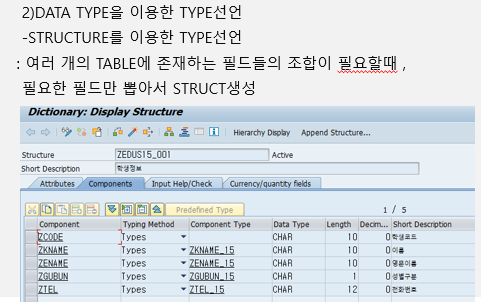 2)DATA TYPE을 이용한 TYPE선언
-STRUCTURE를 이용한 TYPE선언
: 여러 개의 TABLE에 존재하는 필드들의 조합이 필요할때 ,
필요한 필드만 뽑아서 STRUCT생성
Dictionary: Display Structure
Hierarchy Display Append Structure...
Structure ZEDUS15_001 Active
Short Description 학생정보
Attributes Components Input Help/Check Currency/quantity fields
Predefined Type 1 / 5
Component Typing Method Component Type Data Type Length Decim... Short Description
ZCODE Types CHAR 10 0 학생코드
ZKNAME Types ZKNAME_15 CHAR 10 0 이름
ZENAME Types ZENAME_15 CHAR 10 0 영문이름
ZGUBUN Types ZGUBUN_15 CHAR 1 0 성별구분
ZTEL Types ZTEL_15 CHAR 12 0 전화번호